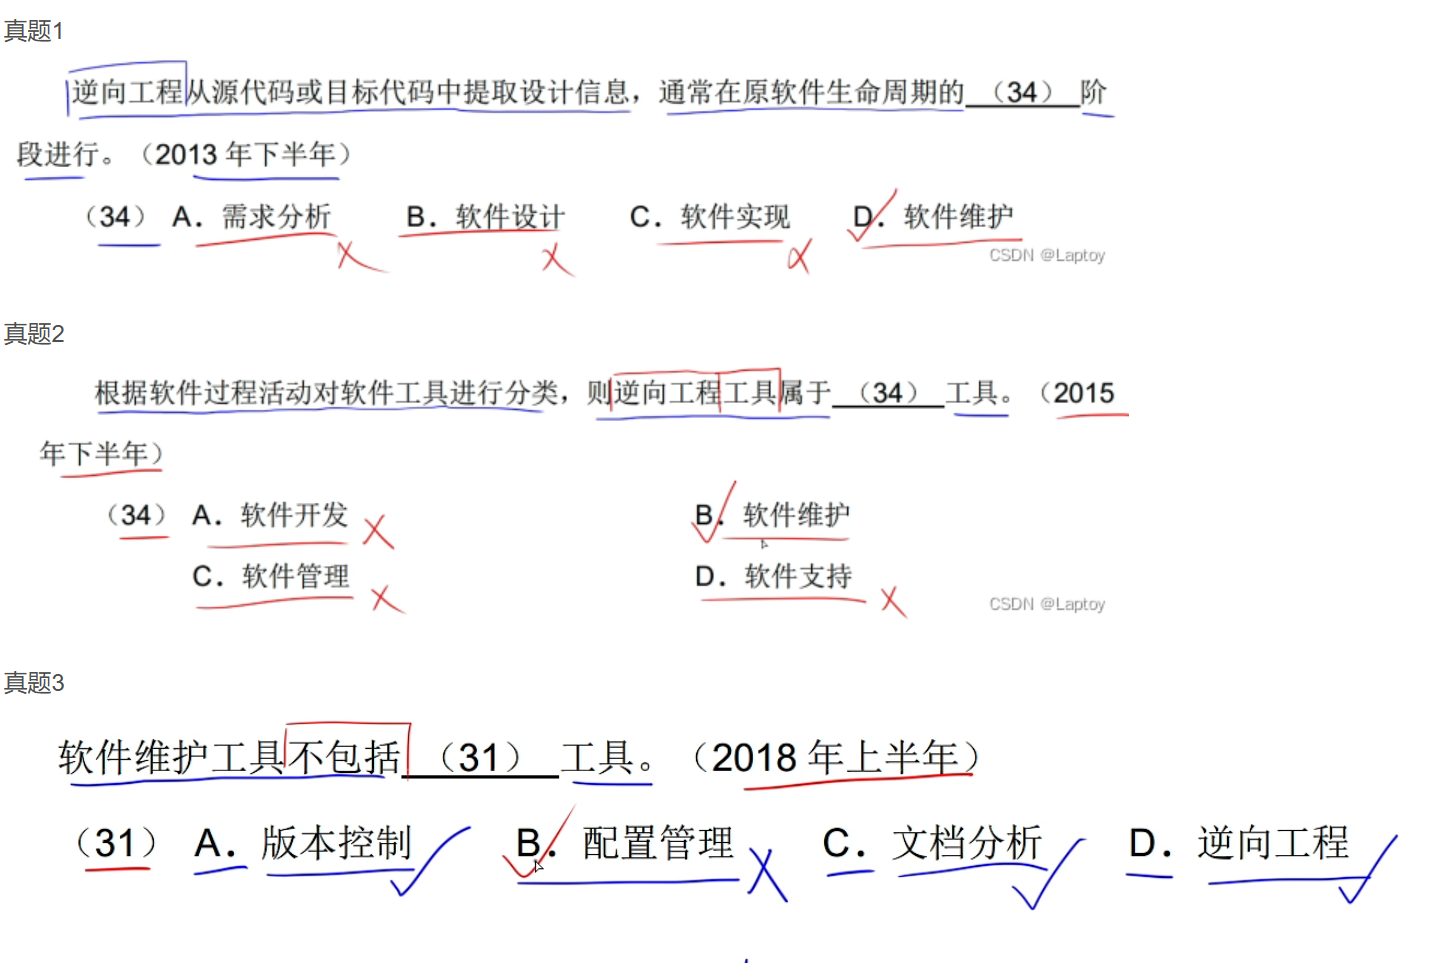 真题1
逆向工程从源代码或目标代码中提取设计信息，通常在原软件生命周期的（34）阶
段进行。（2013 年下半年）
（34） A．需求分析 B．软件设计 C．软件实现 D．软件维护
CSDN @Laptoy
真题2
根据软件过程活动对软件工具进行分类，则逆向工程工具属于（34）工具。（2015
年下半年）
（34） A．软件开发 B．软件维护
C．软件管理 D．软件支持
CSDN @Laptoy
真题3
软件维护工具不包括（31）工具。（2018 年上半年）
（31） A．版本控制 B．配置管理 C．文档分析 D．逆向工程